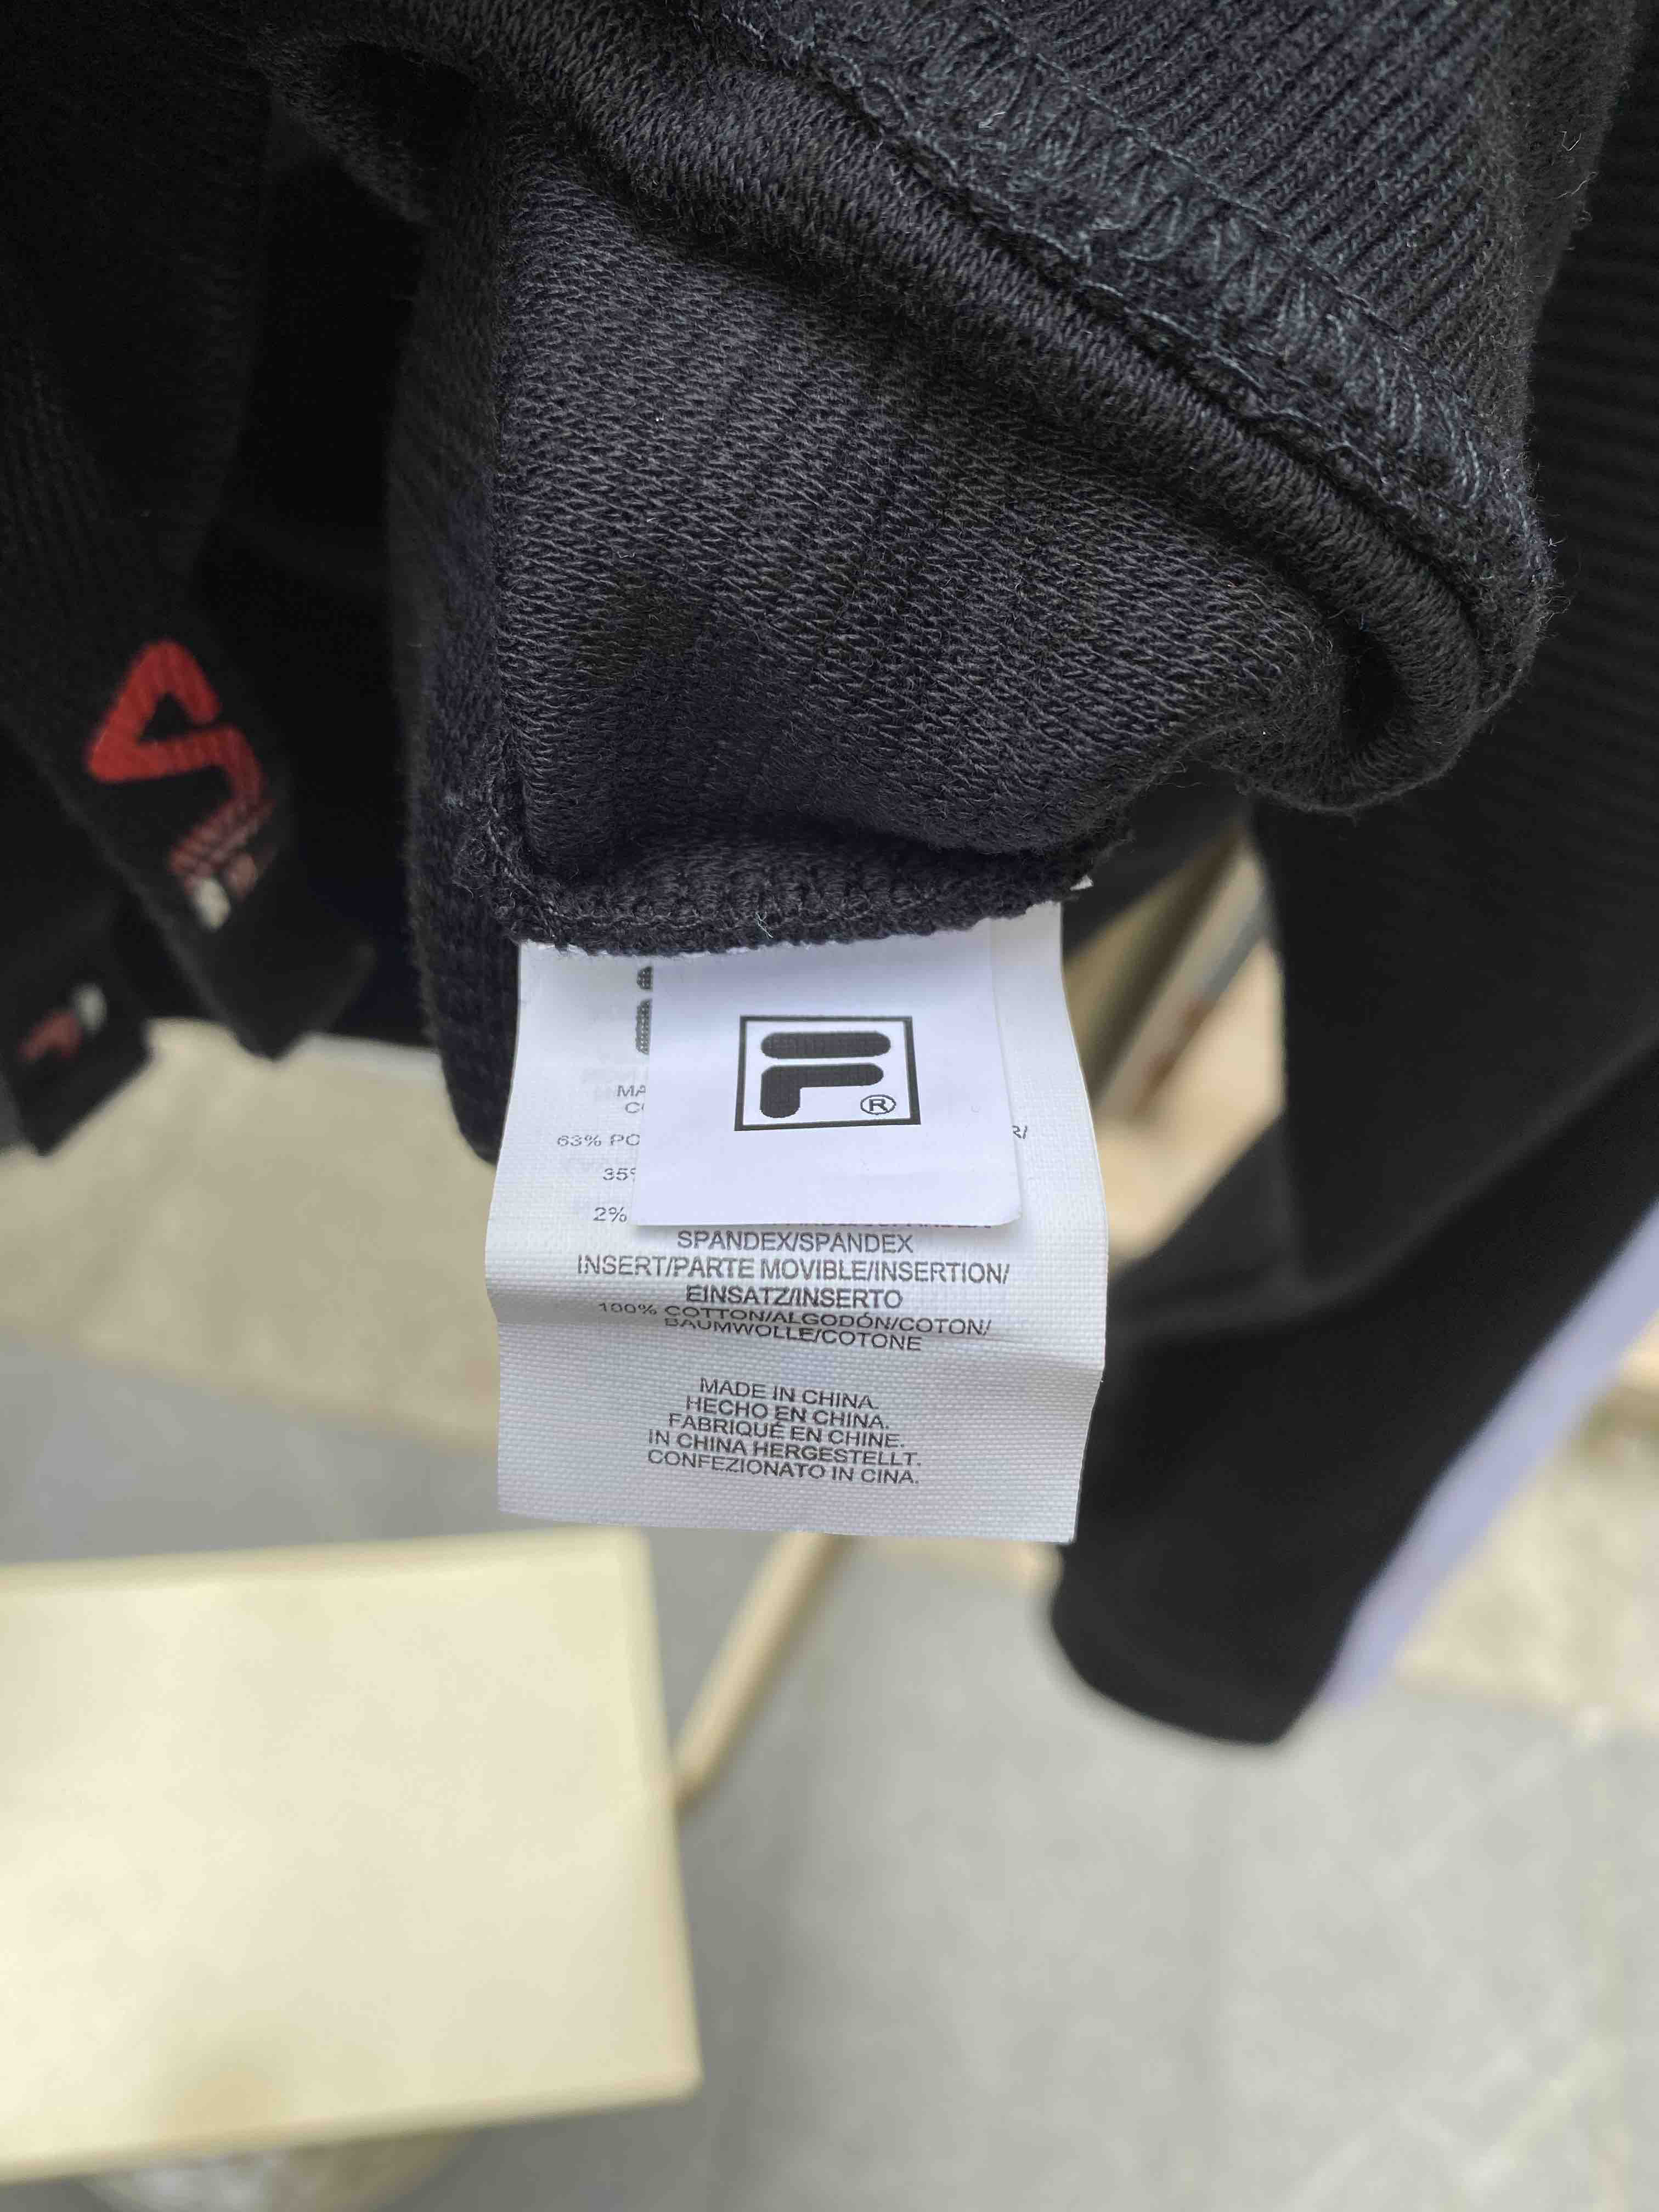 F
®
MA
63% PO
35%
2%
SPANDEX/SPANDEX
INSERT/PARTE MOVIBLE/INSERTION/
EINSATZ/INSERTO
100% COTTON/ALGODÓN/COTON/
BAUMWOLLE/COTONE
MADE IN CHINA.
HECHO EN CHINA.
FABRIQUÉ EN CHINE.
IN CHINA HERGESTELLT.
CONFEZIONATO IN CINA.